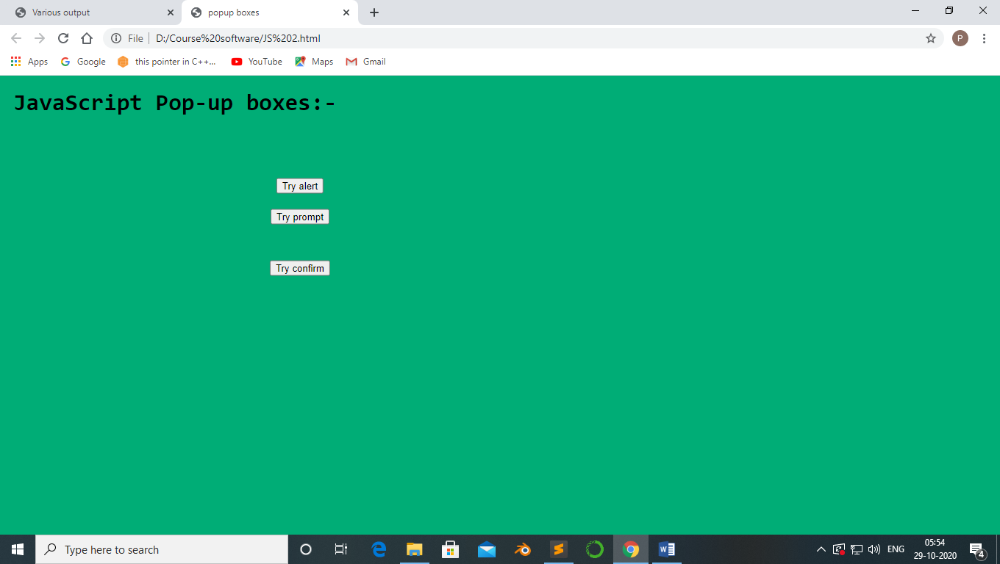 Various output
popup boxes
File
D:/Course%20software/JS%202.html
P
Apps
Google
this pointer in C++...
YouTube
Maps
Gmail
JavaScript Pop-up boxes:-
Try alert
Try prompt
Try confirm
Type here to search
ENG
05:54
29-10-2020
4